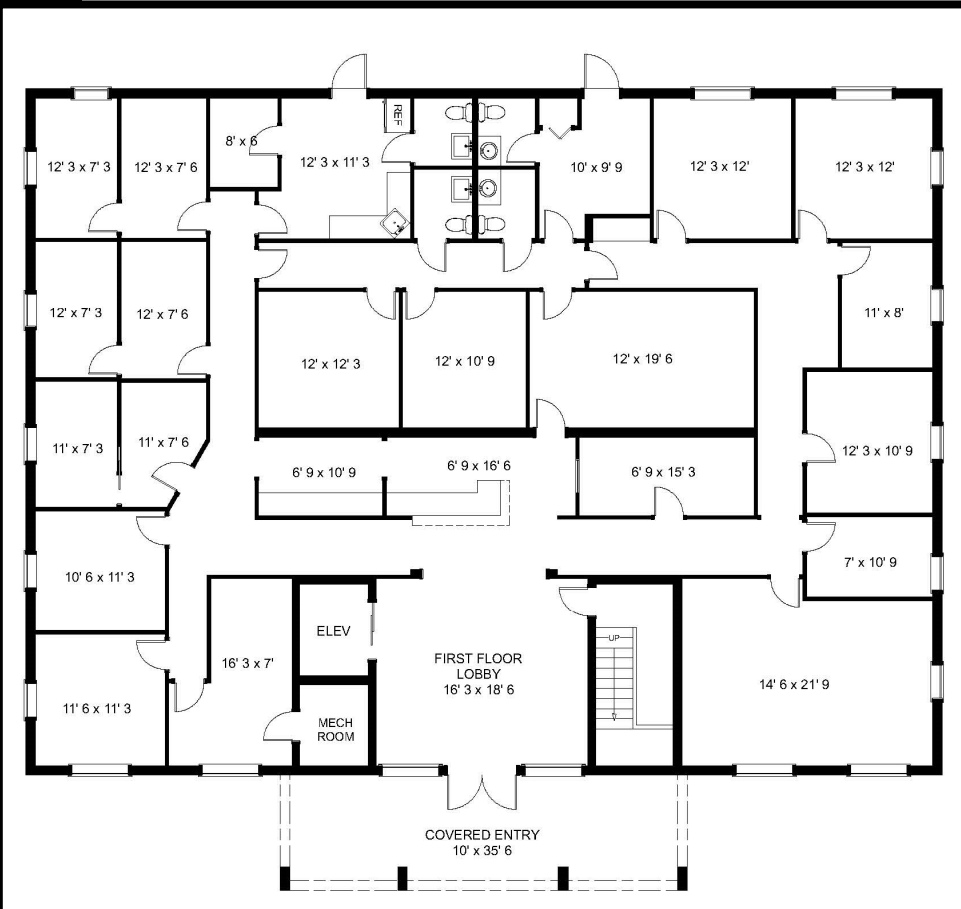 REF
8' x 6
12' 3 x 7' 3
12' 3 x 7' 6
12' 3 x 11' 3
10' x 9' 9
12' 3 x 12'
12' 3 x 12'
12' x 7' 3
12' x 7' 6
11' x 8'
12' x 12' 3
12' x 10' 9
12' x 19' 6
11' x 7' 3
11' x 7' 6
12' 3 x 10' 9
6' 9 x 10' 9
6' 9 x 16' 6
6' 9 x 15' 3
7' x 10' 9
10' 6 x 11' 3
ELEV
UP
16' 3 x 7'
FIRST FLOOR
LOBBY
16' 3 x 18' 6
14' 6 x 21' 9
11' 6 x 11' 3
MECH
ROOM
COVERED ENTRY
10' x 35' 6